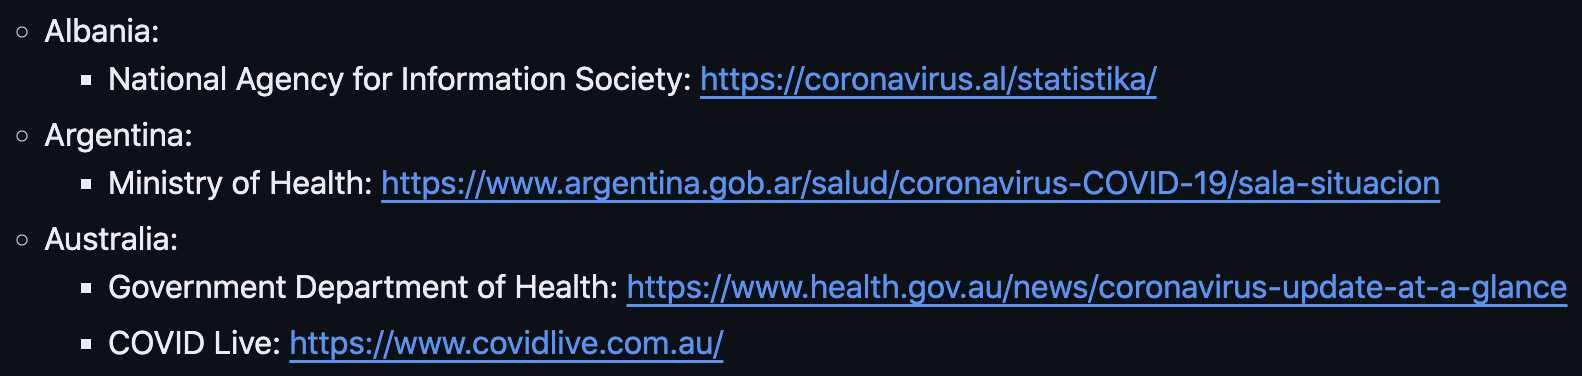 Albania:
National Agency for Information Society: https://coronavirus.al/statistika/
Argentina:
Ministry of Health: https://www.argentina.gob.ar/salud/coronavirus-COVID-19/sala-situacion
Australia:
Government Department of Health: https://www.health.gov.au/news/coronavirus-update-at-a-glance
COVID Live: https://www.covidlive.com.au/